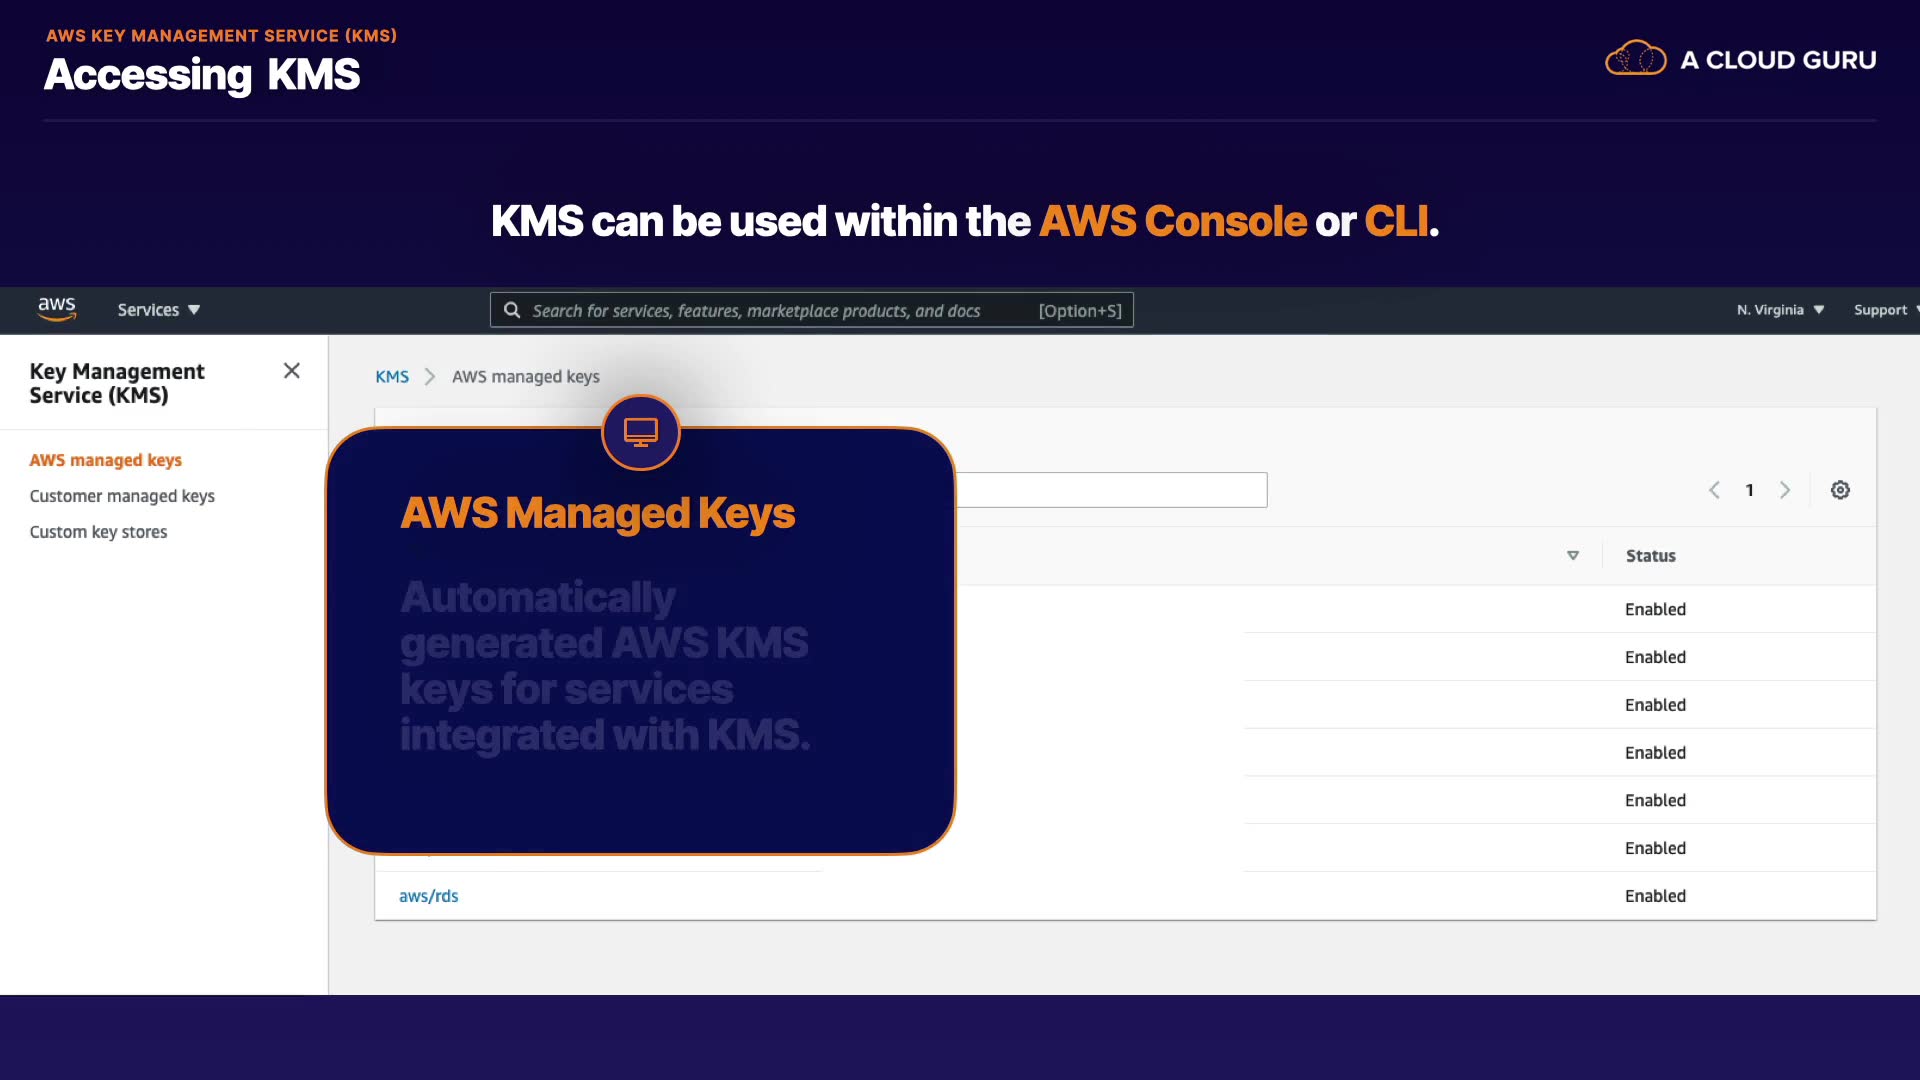 AWS KEY MANAGEMENT SERVICE (KMS)
Accessing KMS
A CLOUD GURU
KMS can be used within the AWS Console or CLI.
aws
Services
Search for services, features, marketplace products, and docs [Option+S]
N. Virginia
Support
Key Management
Service (KMS)
AWS managed keys
Customer managed keys
Custom key stores
KMS > AWS managed keys
AWS Managed Keys
Automatically
generated AWS KMS
keys for services
integrated with KMS.
1
Status
Enabled
Enabled
Enabled
Enabled
Enabled
Enabled
aws/rds Enabled